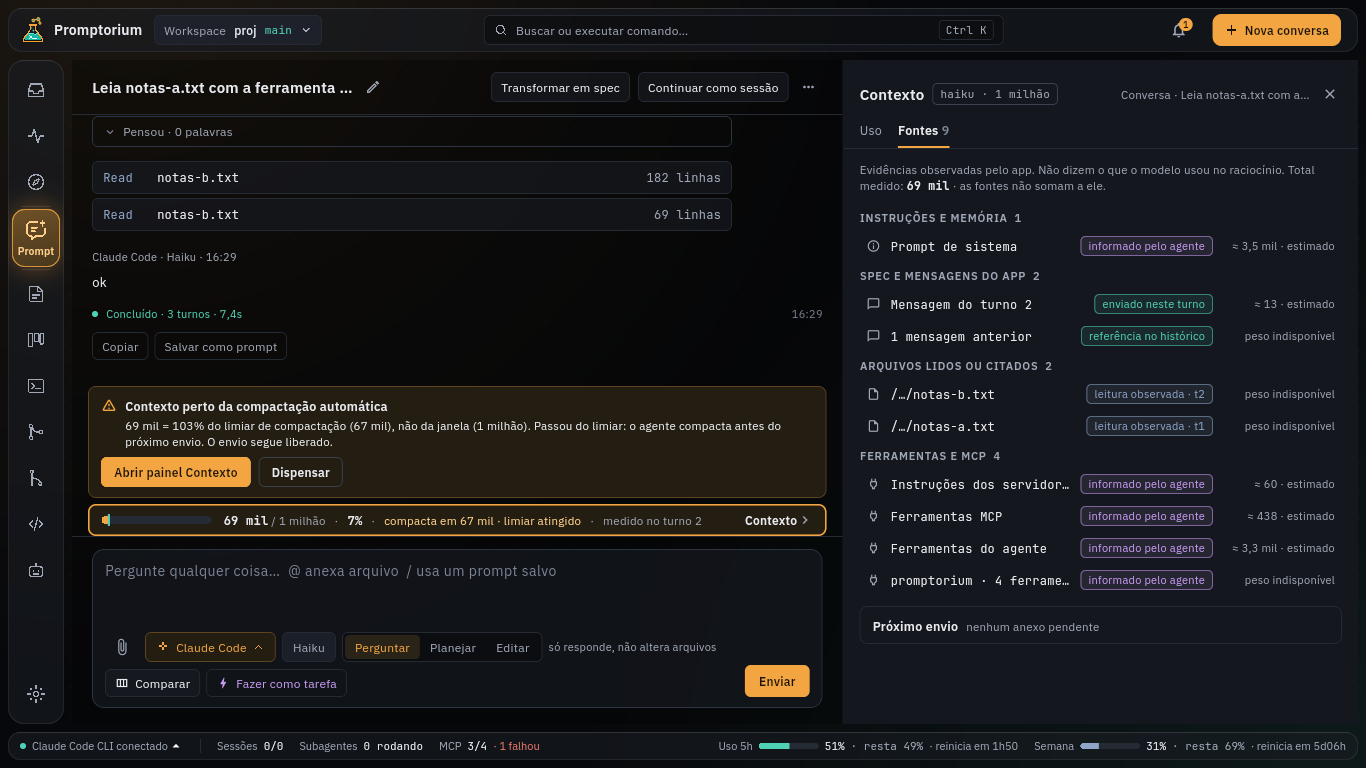 Promptorium
Workspace proj main
Buscar ou executar comando...
Ctrl K
1
Nova conversa
Leia notas-a.txt com a ferramenta ...
Transformar em spec
Continuar como sessão
Pensou · 0 palavras
Read notas-b.txt 182 linhas
Read notas-b.txt 69 linhas
Claude Code · Haiku · 16:29
ok
Concluído · 3 turnos · 7,4s
16:29
Copiar
Salvar como prompt
Contexto perto da compactação automática
69 mil = 103% do limiar de compactação (67 mil), não da janela (1 milhão). Passou do limiar: o agente compacta antes do
próximo envio. O envio segue liberado.
Abrir painel Contexto
Dispensar
69 mil / 1 milhão · 7% · compacta em 67 mil · limiar atingido · medido no turno 2
Contexto
Pergunte qualquer coisa... @ anexa arquivo / usa um prompt salvo
Claude Code
Haiku
Perguntar
Planejar
Editar
só responde, não altera arquivos
Comparar
Fazer como tarefa
Enviar
Prompt
Contexto
haiku · 1 milhão
Conversa · Leia notas-a.txt com a...
Uso
Fontes 9
Evidências observadas pelo app. Não dizem o que o modelo usou no raciocínio. Total
medido: 69 mil · as fontes não somam a ele.
INSTRUÇÕES E MEMÓRIA 1
Prompt de sistema informado pelo agente ≈ 3,5 mil · estimado
SPEC E MENSAGENS DO APP 2
Mensagem do turno 2 enviado neste turno ≈ 13 · estimado
1 mensagem anterior referência no histórico peso indisponível
ARQUIVOS LIDOS OU CITADOS 2
/…/notas-b.txt leitura observada · t2 peso indisponível
/…/notas-a.txt leitura observada · t1 peso indisponível
FERRAMENTAS E MCP 4
Instruções dos servidor… informado pelo agente ≈ 60 · estimado
Ferramentas MCP informado pelo agente ≈ 438 · estimado
Ferramentas do agente informado pelo agente ≈ 3,3 mil · estimado
promptorium · 4 ferrame… informado pelo agente peso indisponível
Próximo envio nenhum anexo pendente
Claude Code CLI conectado
Sessões 0/0
Subagentes 0 rodando
MCP 3/4 · 1 falhou
Uso 5h 51% · resta 49% · reinicia em 1h50
Semana 31% · resta 69% · reinicia em 5d06h